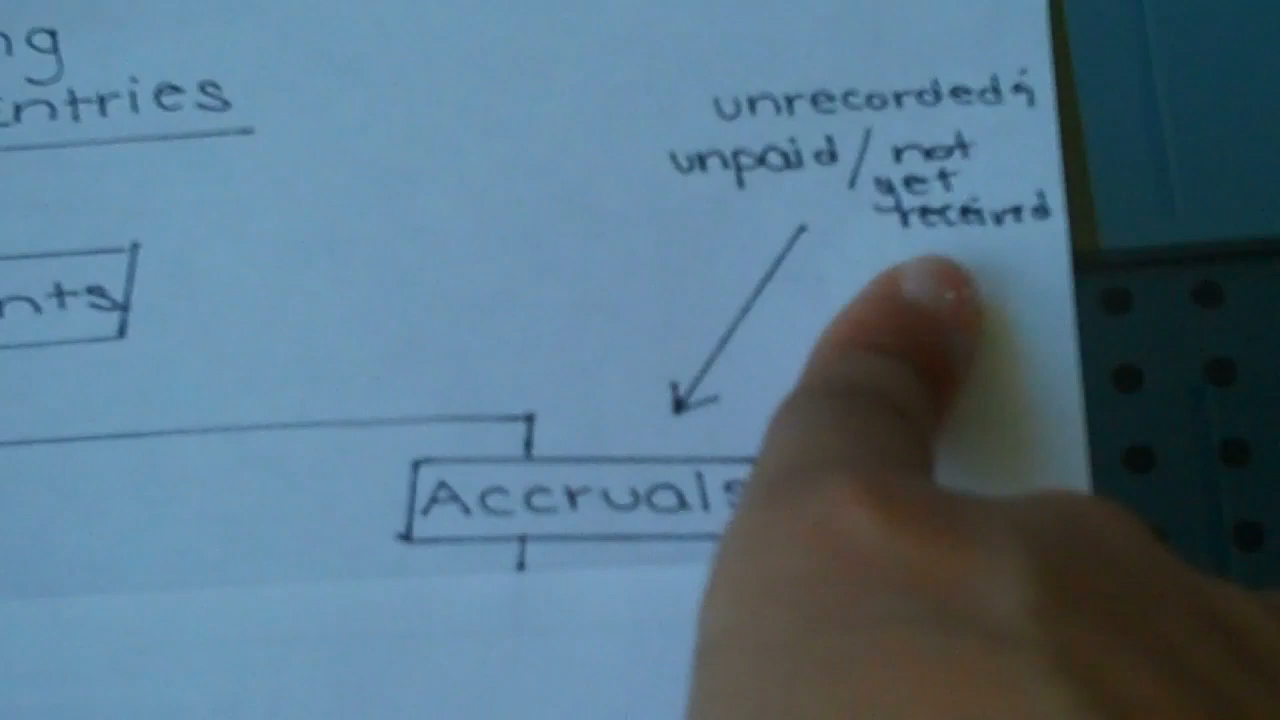 ng
Entries
unrecorded;
unpaid/not
yet
received
nts
Accruals